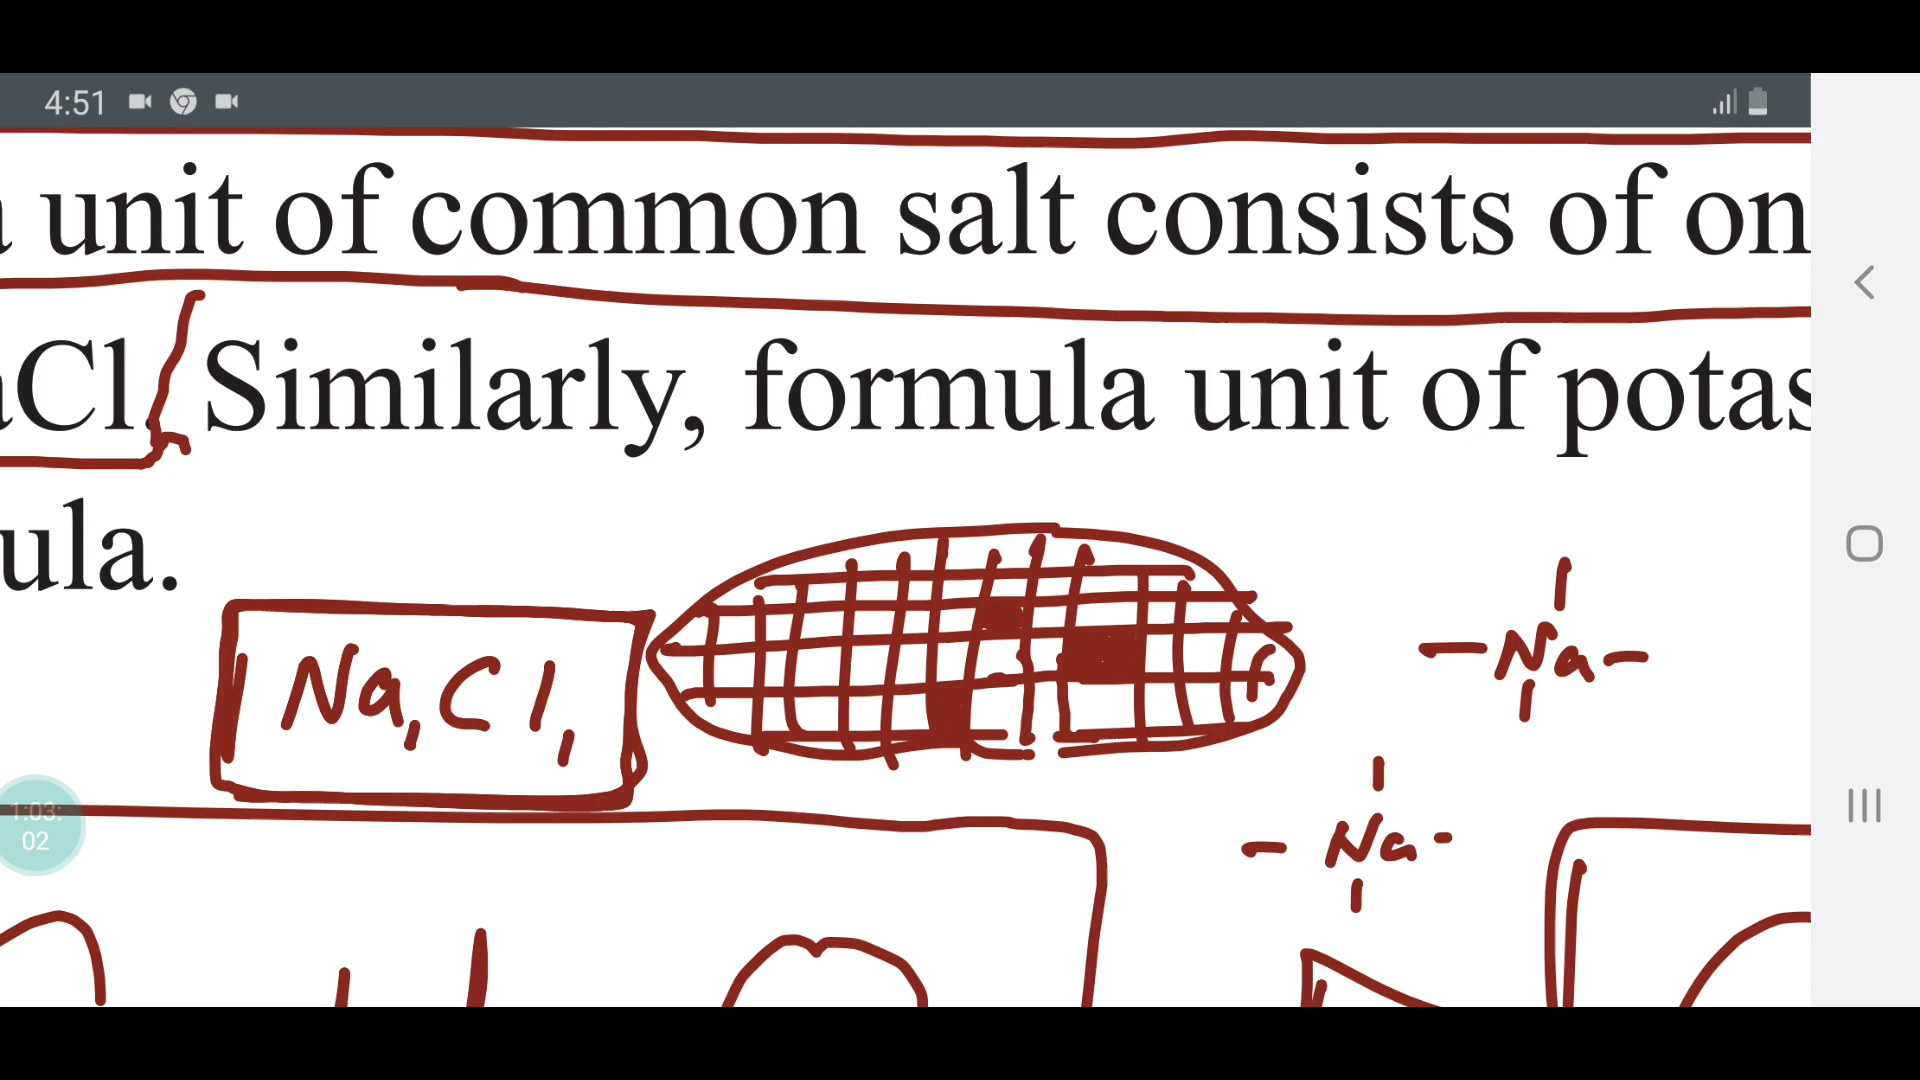 4:51
unit of common salt consists of on
Cl. Similarly, formula unit of potas
ula.
Na, Cl,
-Na-
-Na-
1:03:
02